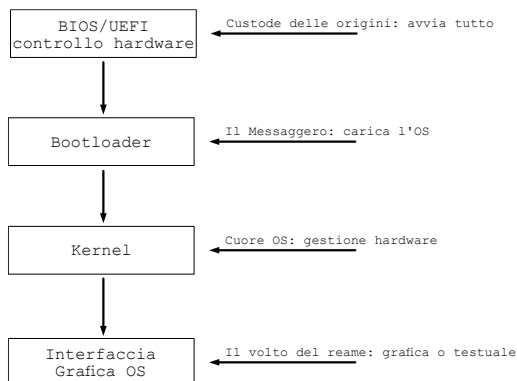 BIOS/UEFI
controllo hardware
Custode delle origini: avvia tutto
Bootloader
Il Messaggero: carica l'OS
Kernel
Cuore OS: gestione hardware
Interfaccia
Grafica OS
Il volto del reame: grafica o testuale